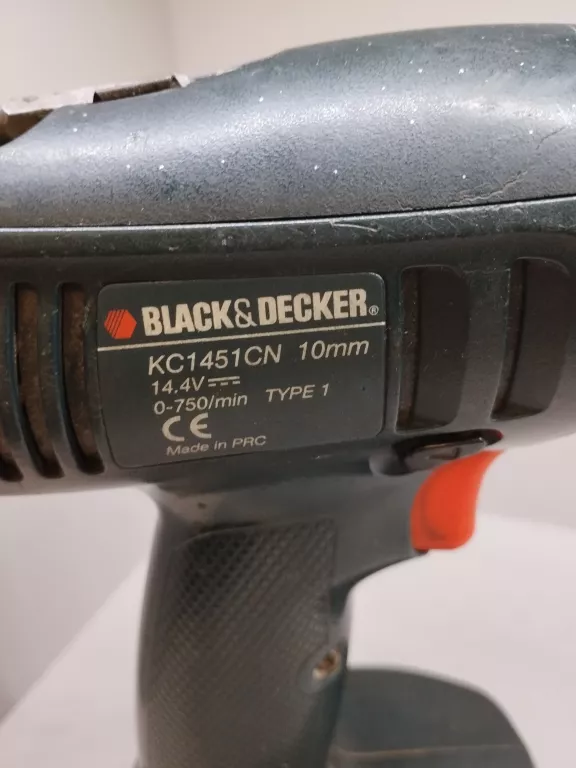 BLACK&DECKER®
KC1451CN 10mm
14.4V⎓
0-750/min TYPE 1
CE
Made in PRC